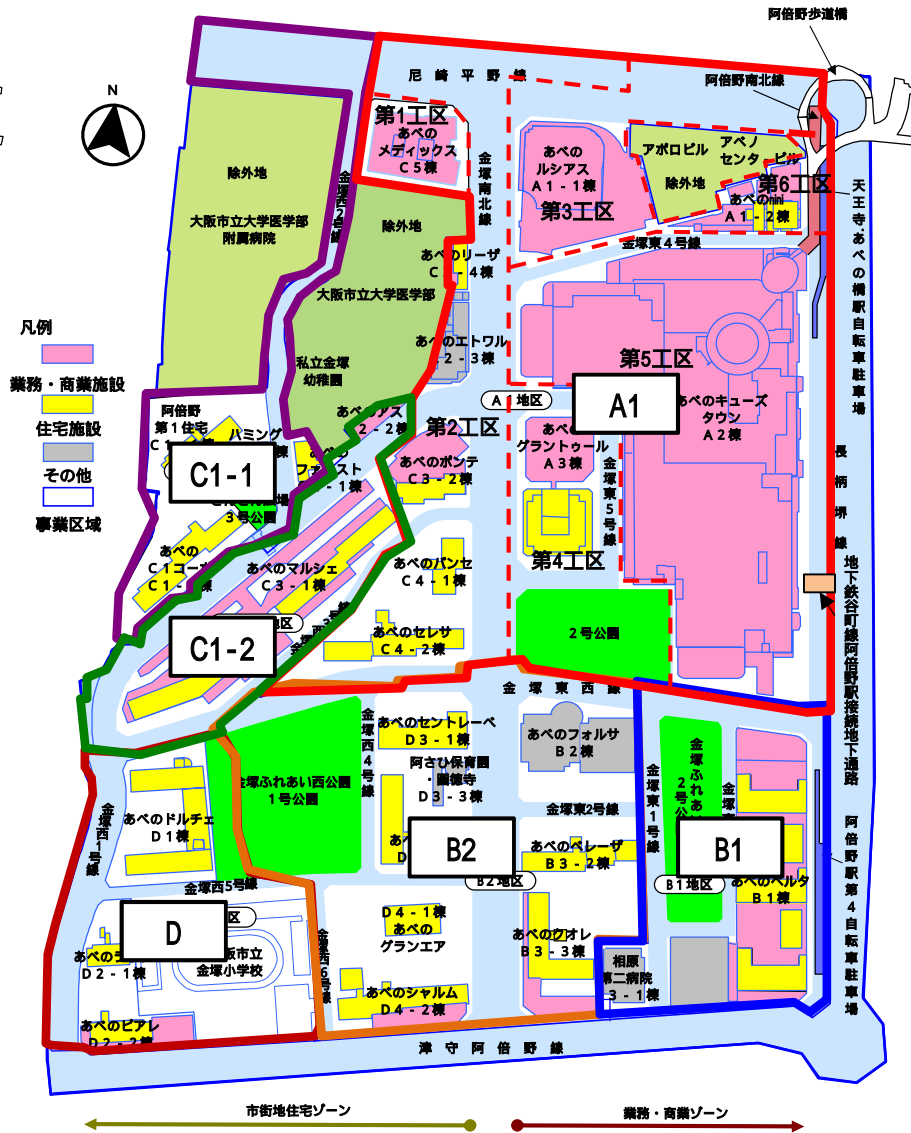 阿倍野歩道橋
尼崎平野線
阿倍野南北線
N
第1工区
あべの
メディックス
C5棟
金塚南北線
あべの
ルシアス
A1-1棟
第3工区
アポロビル
アベノ
センタービル
除外地
第6工区
あべのnini
A1-2棟
金塚東4号線
天王寺・あべの橋駅自転車駐車場
除外地
大阪市立大学医学部
附属病院
金塚西2号線
除外地
大阪市立大学医学部
私立金塚
幼稚園
あべのリーザ
-4棟
あべのエトワル
2-3棟
凡例
業務・商業施設
住宅施設
その他
事業区域
第5工区
A1地区
A1
あべのキューズ
タウン
A2棟
阿倍野
第1住宅
ハミング
C1-1
3号公園
2-2棟
第2工区
あべのポンテ
C3-2棟
あべの
グラントゥール
A3棟
金塚東5号線
長柄堺線
第4工区
あべの
C1コー
C1-
あべのマルシェ
C3-1棟
あべのパンセ
C4-1棟
あべのセレサ
C4-2棟
C1-2
2号公園
地下鉄谷町線阿倍野駅接続地下通路
金塚東西線
金塚西4号線
あべのセントレーベ
D3-1棟
あべのフォルサ
B2棟
阿さひ保育園
・圓徳寺
D3-3棟
金塚ふれあい西公園
1号公園
金塚東2号線
金塚東1号線
金塚ふれあ
2号公
金塚西1号線
あべのドルチェ
D1棟
B2
あべのベレーザ
B3-2棟
B2地区
B1
B1地区
あべのベルタ
B1棟
阿倍野駅第4自転車駐車場
金塚西5号線
D
D4-1棟
あべの
グランエア
あべのクオレ
B3-3棟
D2-1棟
阪市立
金塚小学校
金塚西6号線
相原
第二病院
3-1棟
あべのシャルム
D4-2棟
あべのピアレ
D2-2棟
津守阿倍野線
市街地住宅ゾーン
業務・商業ゾーン